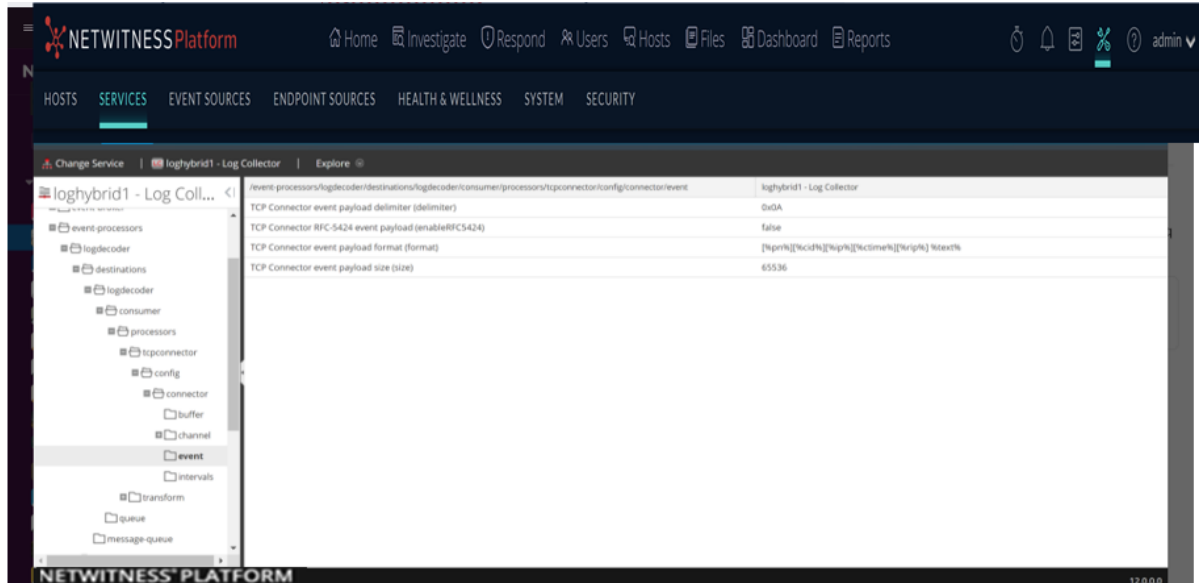 NETWITNESS Platform Home Investigate Respond Users Hosts Files Dashboard Reports admin
HOSTS SERVICES EVENT SOURCES ENDPOINT SOURCES HEALTH & WELLNESS SYSTEM SECURITY
Change Service | loghybrid1 - Log Collector | Explore
loghybrid1 - Log Coll...
/event-processors/logdecoder/destinations/logdecoder/consumer/processors/tcpconnector/config/connector/event loghybrid1 - Log Collector
TCP Connector event payload delimiter (delimiter) 0x0A
TCP Connector RFC-5424 event payload (enableRFC5424) false
TCP Connector event payload format (format) [%pn%][%cid%][%ip%][%ctime%][%rip%] %text%
TCP Connector event payload size (size) 65536
event-processors
logdecoder
destinations
logdecoder
consumer
processors
tcpconnector
config
connector
buffer
channel
event
intervals
transform
queue
message-queue
NETWITNESS® PLATFORM 12.0.0.0